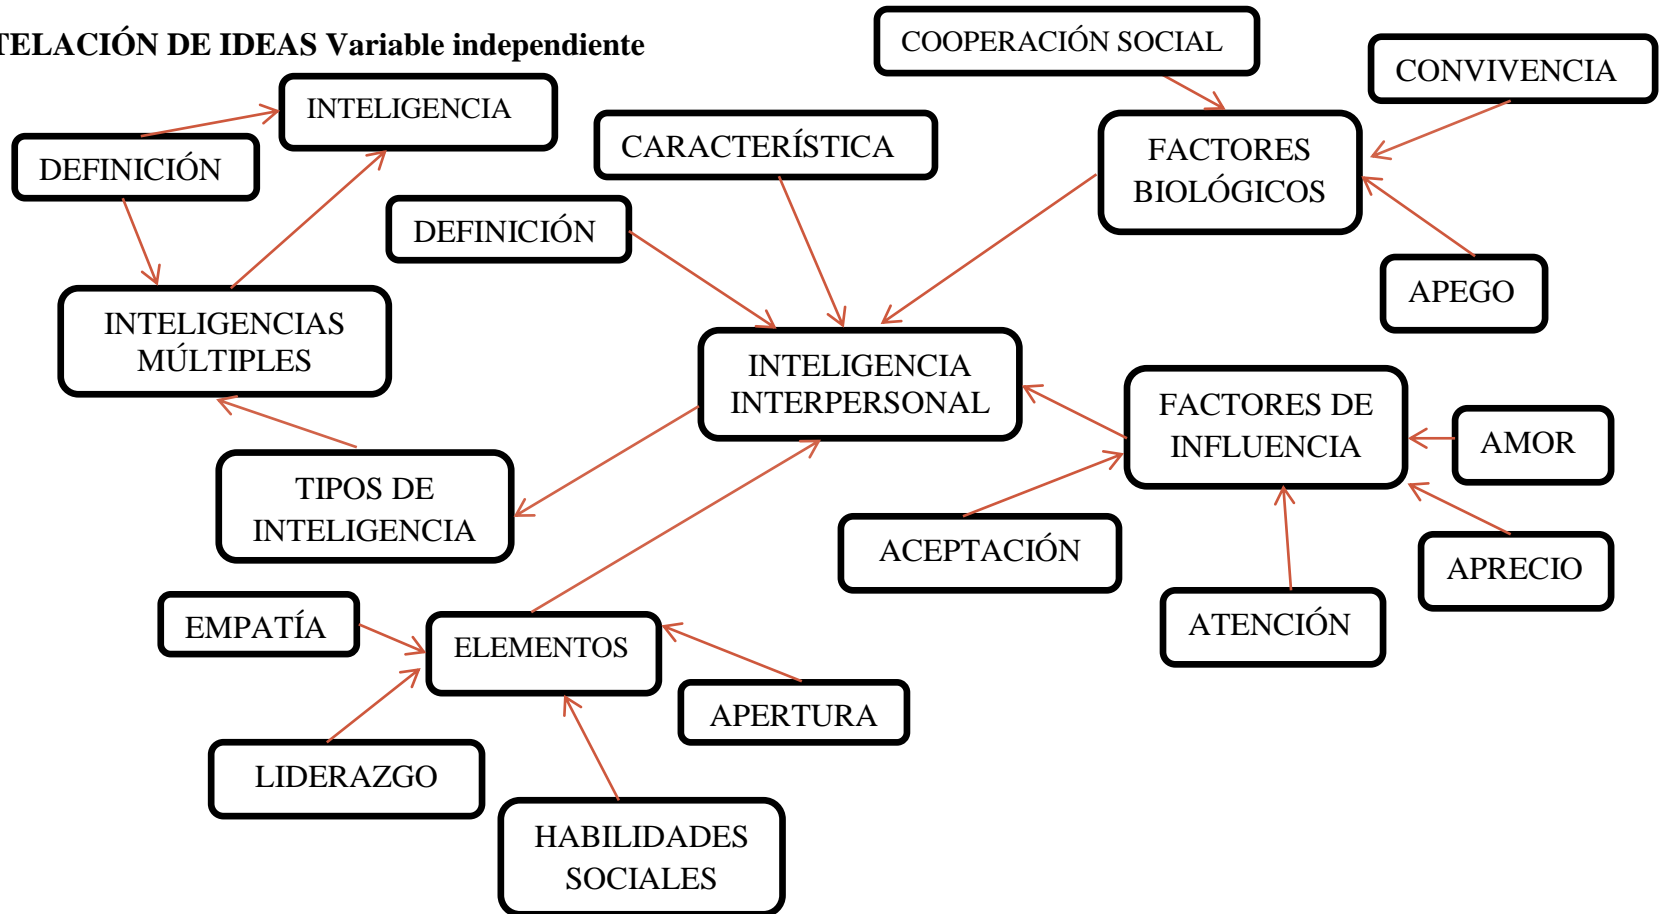 TELACIÓN DE IDEAS Variable independiente
COOPERACIÓN SOCIAL
CONVIVENCIA
INTELIGENCIA
DEFINICIÓN
CARACTERÍSTICA
FACTORES
BIOLÓGICOS
DEFINICIÓN
APEGO
INTELIGENCIAS
MÚLTIPLES
INTELIGENCIA
INTERPERSONAL
FACTORES DE
INFLUENCIA
AMOR
TIPOS DE
INTELIGENCIA
ACEPTACIÓN
APRECIO
EMPATÍA
ELEMENTOS
ATENCIÓN
APERTURA
LIDERAZGO
HABILIDADES
SOCIALES